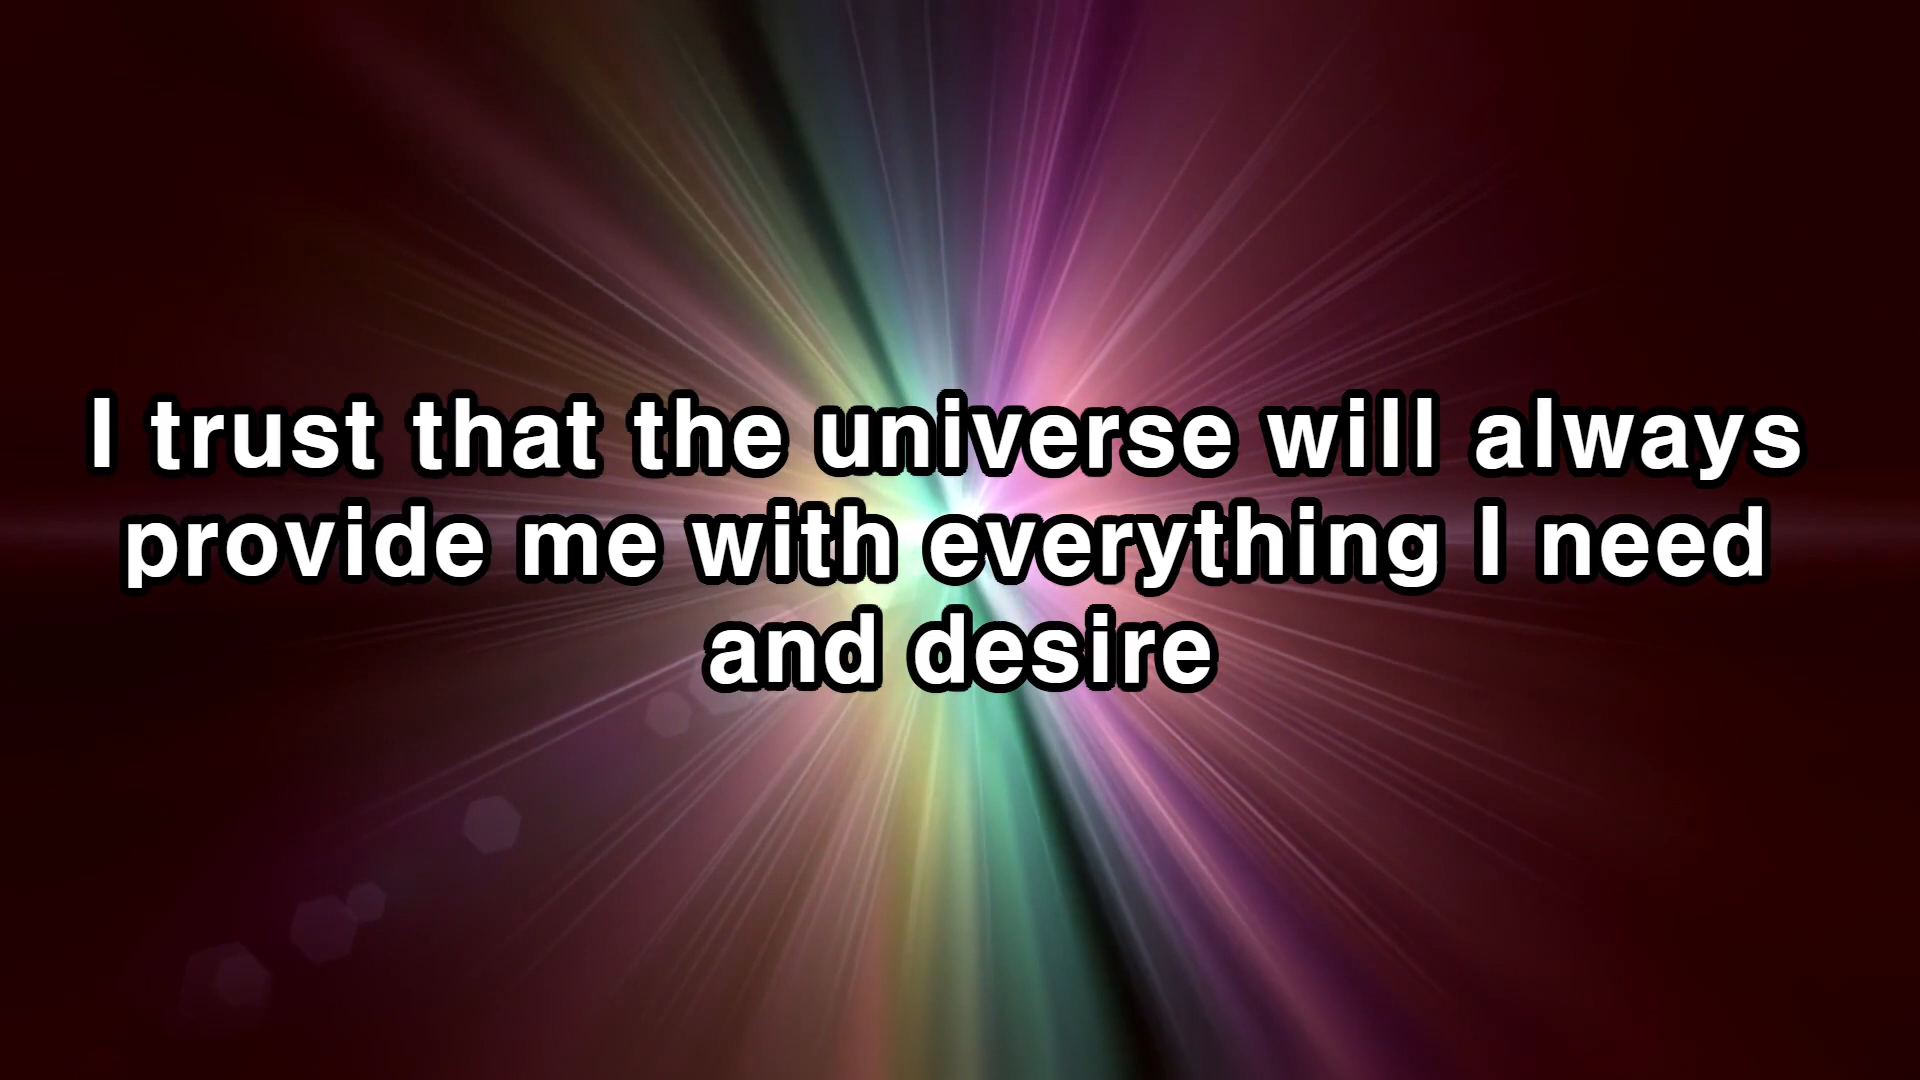 I trust that the universe will always
provide me with everything I need
and desire